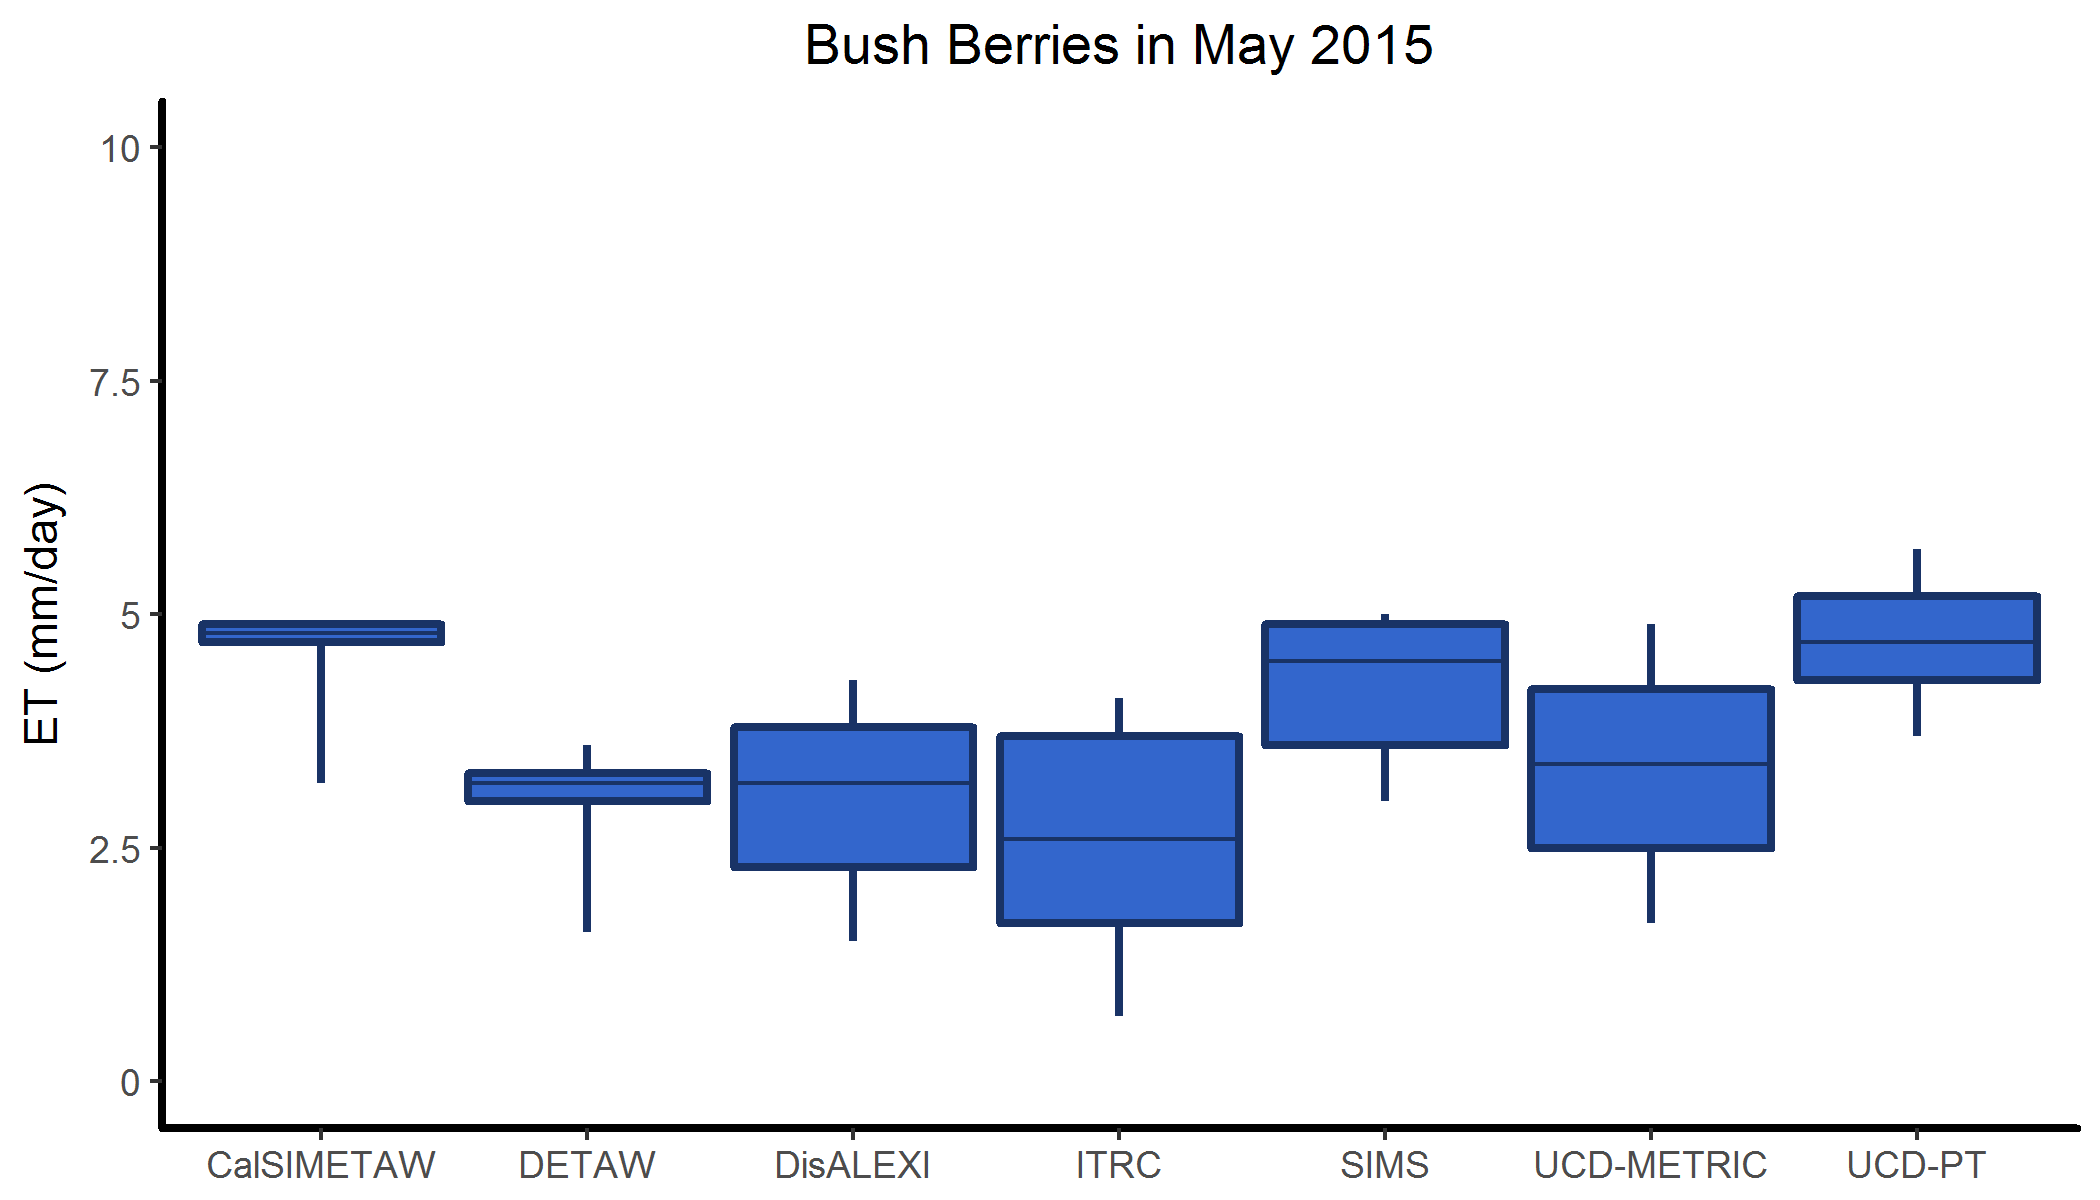 Bush Berries in May 2015
ET (mm/day)
10
7.5
5
2.5
0
CalSIMETAW DETAW DisALEXI ITRC SIMS UCD-METRIC UCD-PT